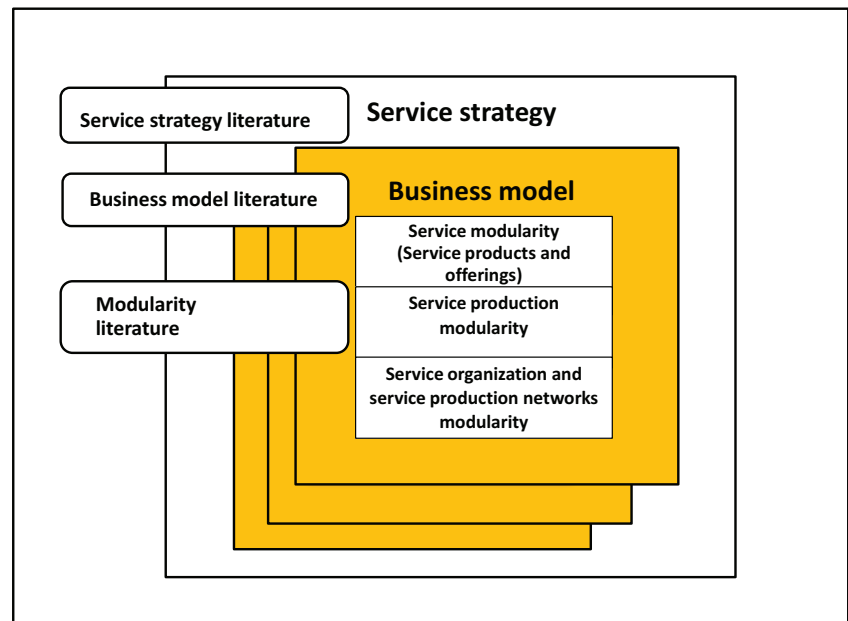 Service strategy literature
Service strategy
Business model literature
Business model
Service modularity
(Service products and
offerings)
Modularity
literature
Service production
modularity
Service organization and
service production networks
modularity